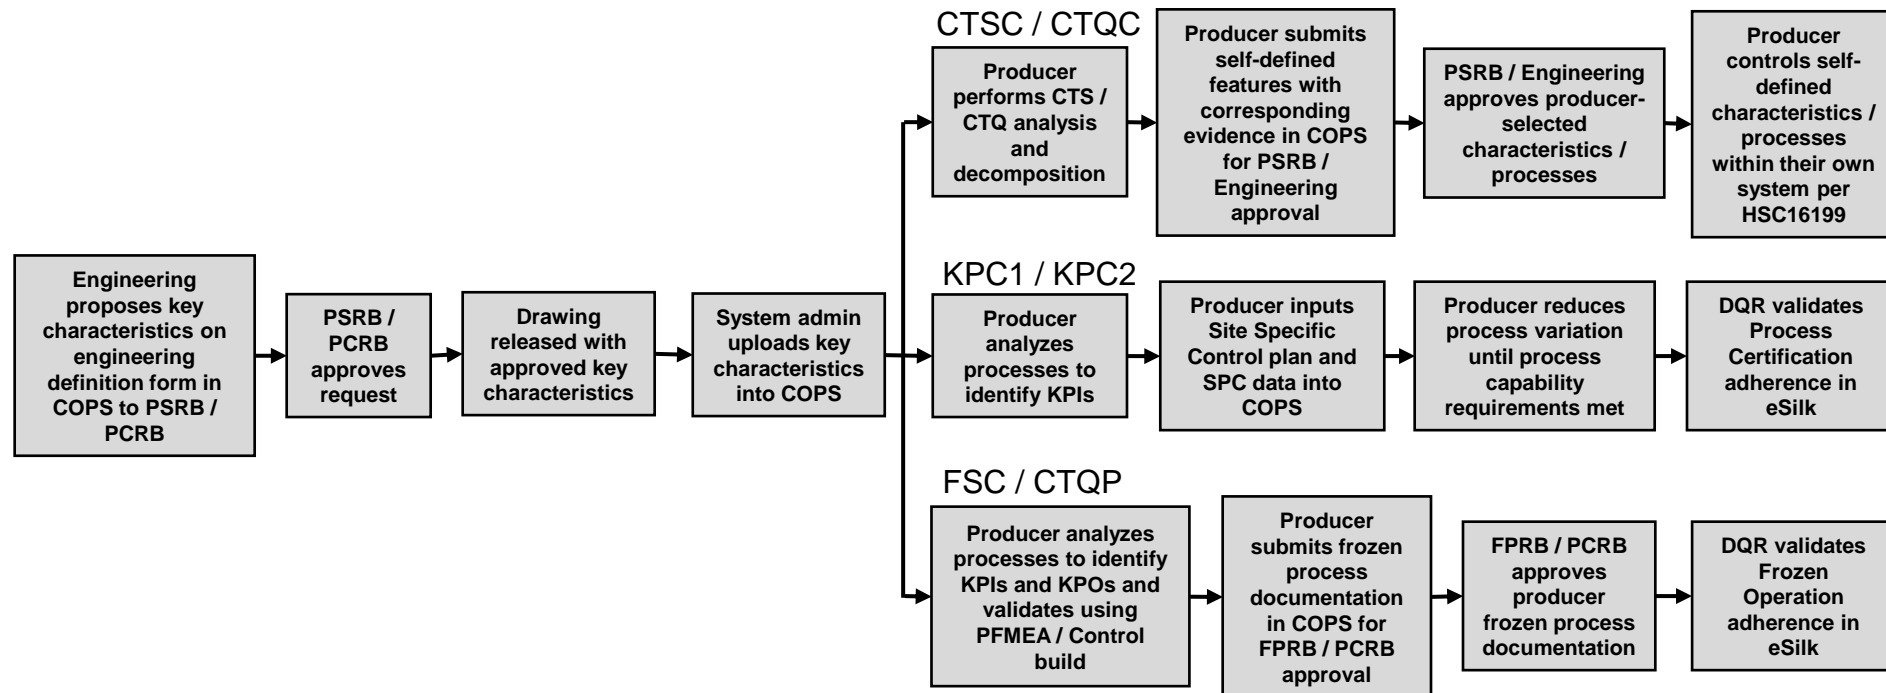 Engineering
proposes key
characteristics on
engineering
definition form in
COPS to PSRB /
PCRB
PSRB /
PCRB
approves
request
Drawing
released with
approved key
characteristics
System admin
uploads key
characteristics
into COPS
CTSC / CTQC
Producer
performs CTS /
CTQ analysis
and
decomposition
Producer submits
self-defined
features with
corresponding
evidence in COPS
for PSRB /
Engineering
approval
PSRB / Engineering
approves producer-
selected
characteristics /
processes
Producer
controls self-
defined
characteristics /
processes
within their own
system per
HSC16199
KPC1 / KPC2
Producer
analyzes
processes to
identify KPIs
Producer inputs
Site Specific
Control plan and
SPC data into
COPS
Producer reduces
process variation
until process
capability
requirements met
DQR validates
Process
Certification
adherence in
eSilk
FSC / CTQP
Producer analyzes
processes to identify
KPIs and KPOs and
validates using
PFMEA / Control
build
Producer
submits frozen
process
documentation
in COPS for
FPRB / PCRB
approval
FPRB / PCRB
approves
producer
frozen process
documentation
DQR validates
Frozen
Operation
adherence in
eSilk